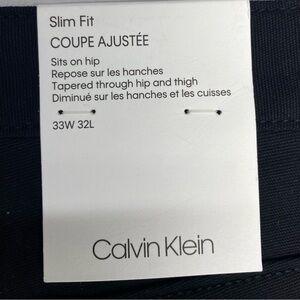 Slim Fit
COUPE AJUSTÉE
Sits on hip
Repose sur les hanches
Tapered through hip and thigh
Diminué sur les hanches et les cuisses
33W 32L
Calvin Klein